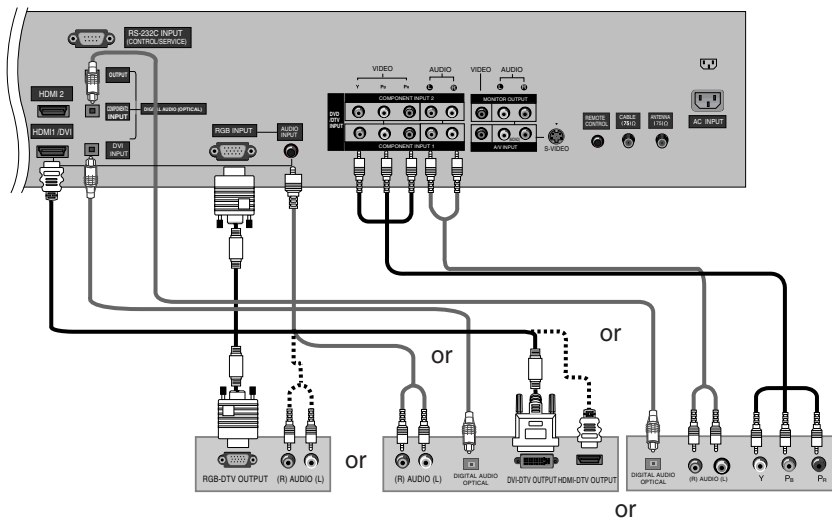 RS-232C INPUT
(CONTROL/SERVICE)
OUTPUT
HDMI 2
COMPONENT1
INPUT
DIGITAL AUDIO (OPTICAL)
HDMI1 /DVI
DVI
INPUT
RGB INPUT
AUDIO
INPUT
VIDEO
AUDIO
VIDEO
AUDIO
Y
PB
PR
L
R
L
R
DVD
/DTV
INPUT
COMPONENT INPUT 2
MONITOR OUTPUT
COMPONENT INPUT 1
A/V INPUT
S-VIDEO
REMOTE
CONTROL
CABLE
(75)Ω
ANTENNA
(75)Ω
AC INPUT
or
or
RGB-DTV OUTPUT
(R) AUDIO (L)
or
(R) AUDIO (L)
DIGITAL AUDIO
OPTICAL
DVI-DTV OUTPUT
HDMI-DTV OUTPUT
DIGITAL AUDIO
OPTICAL
(R) AUDIO (L)
Y
PB
PR
or